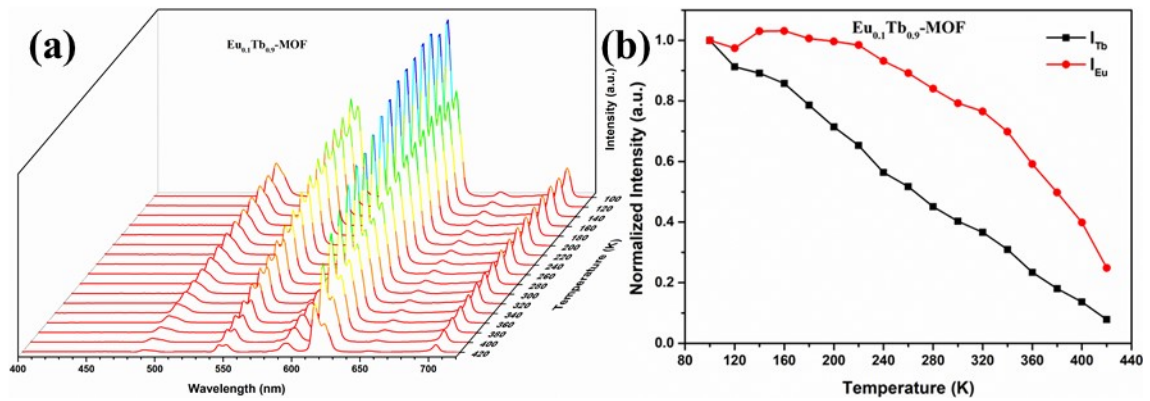 (a)
Eu0.1Tb0.9-MOF
Intensity (a.u.)
100
120
140
160
180
200
220
240
260
280
300
320
340
360
380
400
420
Temperature (K)
400 450 500 550 600 650 700
Wavelength (nm)
(b)
Eu0.1Tb0.9-MOF
ITb
IEu
Normalized Intensity (a.u.)
1.0
0.8
0.6
0.4
0.2
0.0
80 120 160 200 240 280 320 360 400 440
Temperature (K)